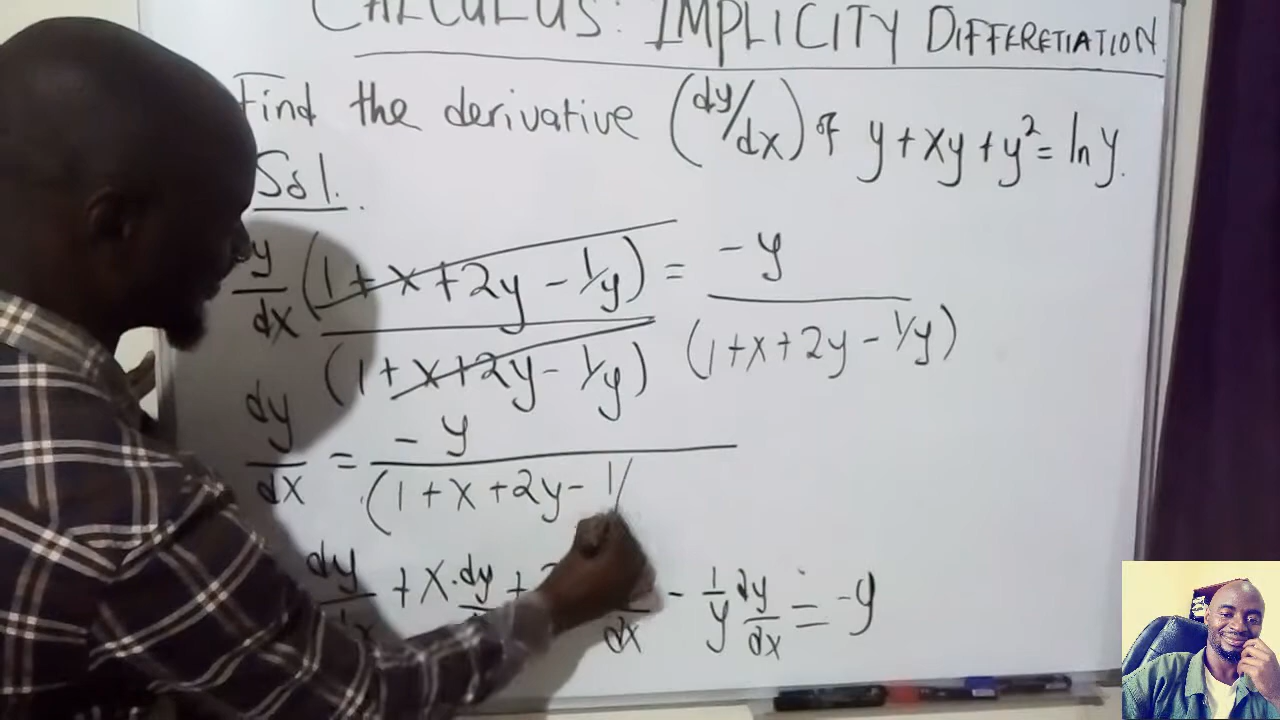 CALCULUS: IMPLICITY DIFFERETIATION
Find the derivative (dy/dx) of y + xy + y² = ln y.
Sol.
dy/dx (1 + x + 2y - 1/y) / (1 + x + 2y - 1/y) = -y / (1 + x + 2y - 1/y)
dy/dx = -y / (1 + x + 2y - 1/
dy/dx + x · dy/ + dx - 1/y dy/dx = -y